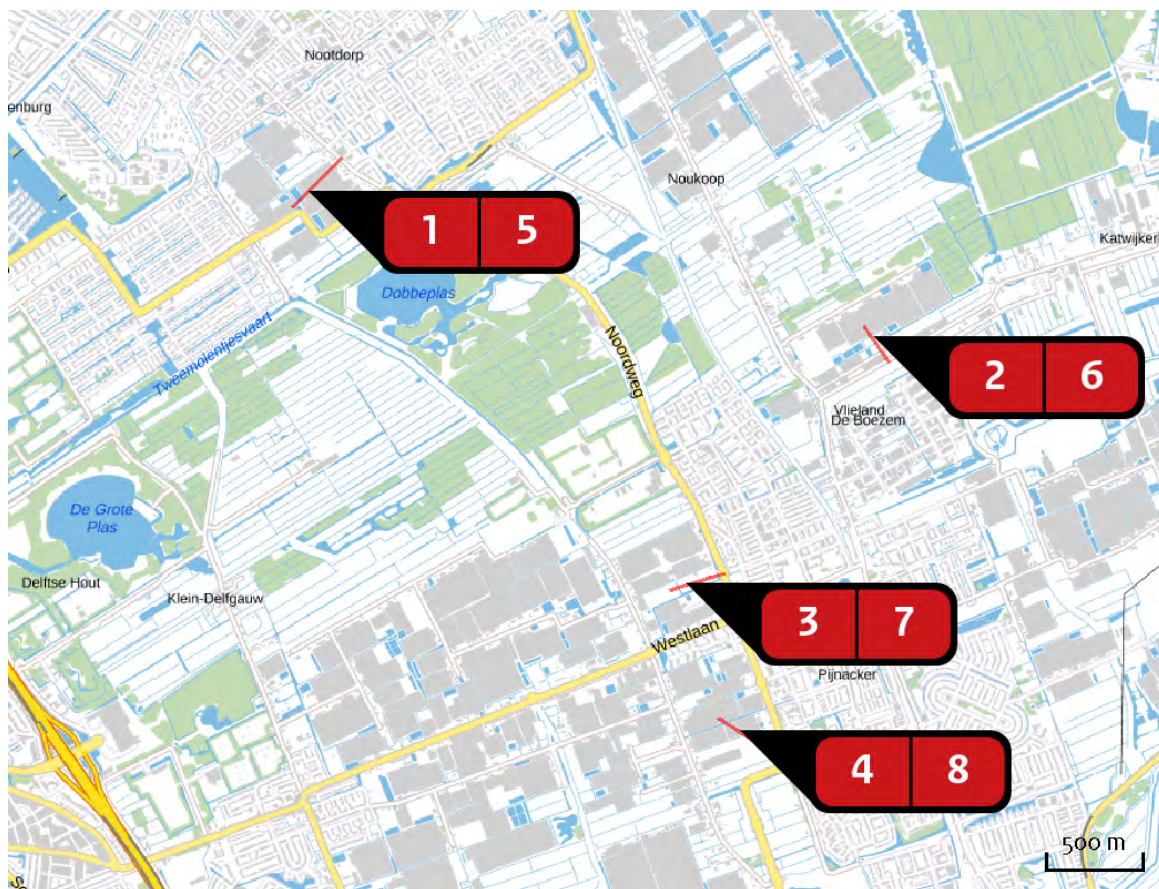 Nootdorp
enburg
Noukoop
1 5
Katwijkerl
Dobbeplas
Tweemolentjesvaart
Noordweg
2 6
Vlieland
De Boezem
De Grote
Plas
Delftse Hout
Klein-Delfgauw
3 7
Westlaan
Pijnacker
4 8
500 m